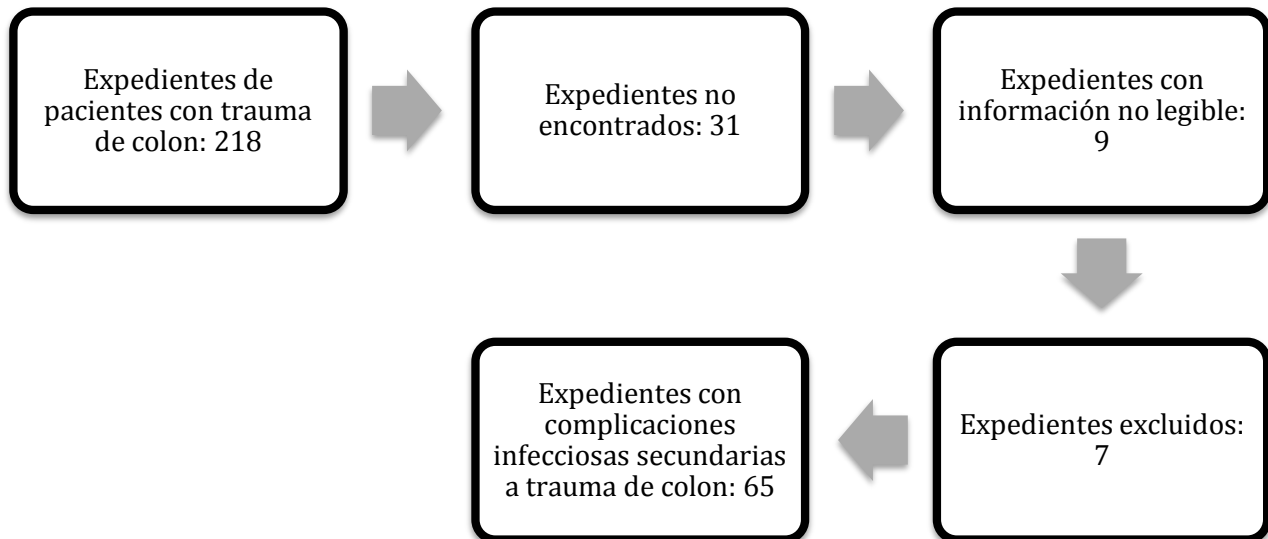 Expedientes de
pacientes con trauma
de colon: 218
Expedientes no
encontrados: 31
Expedientes con
información no legible:
9
Expedientes excluidos:
7
Expedientes con
complicaciones
infecciosas secundarias
a trauma de colon: 65